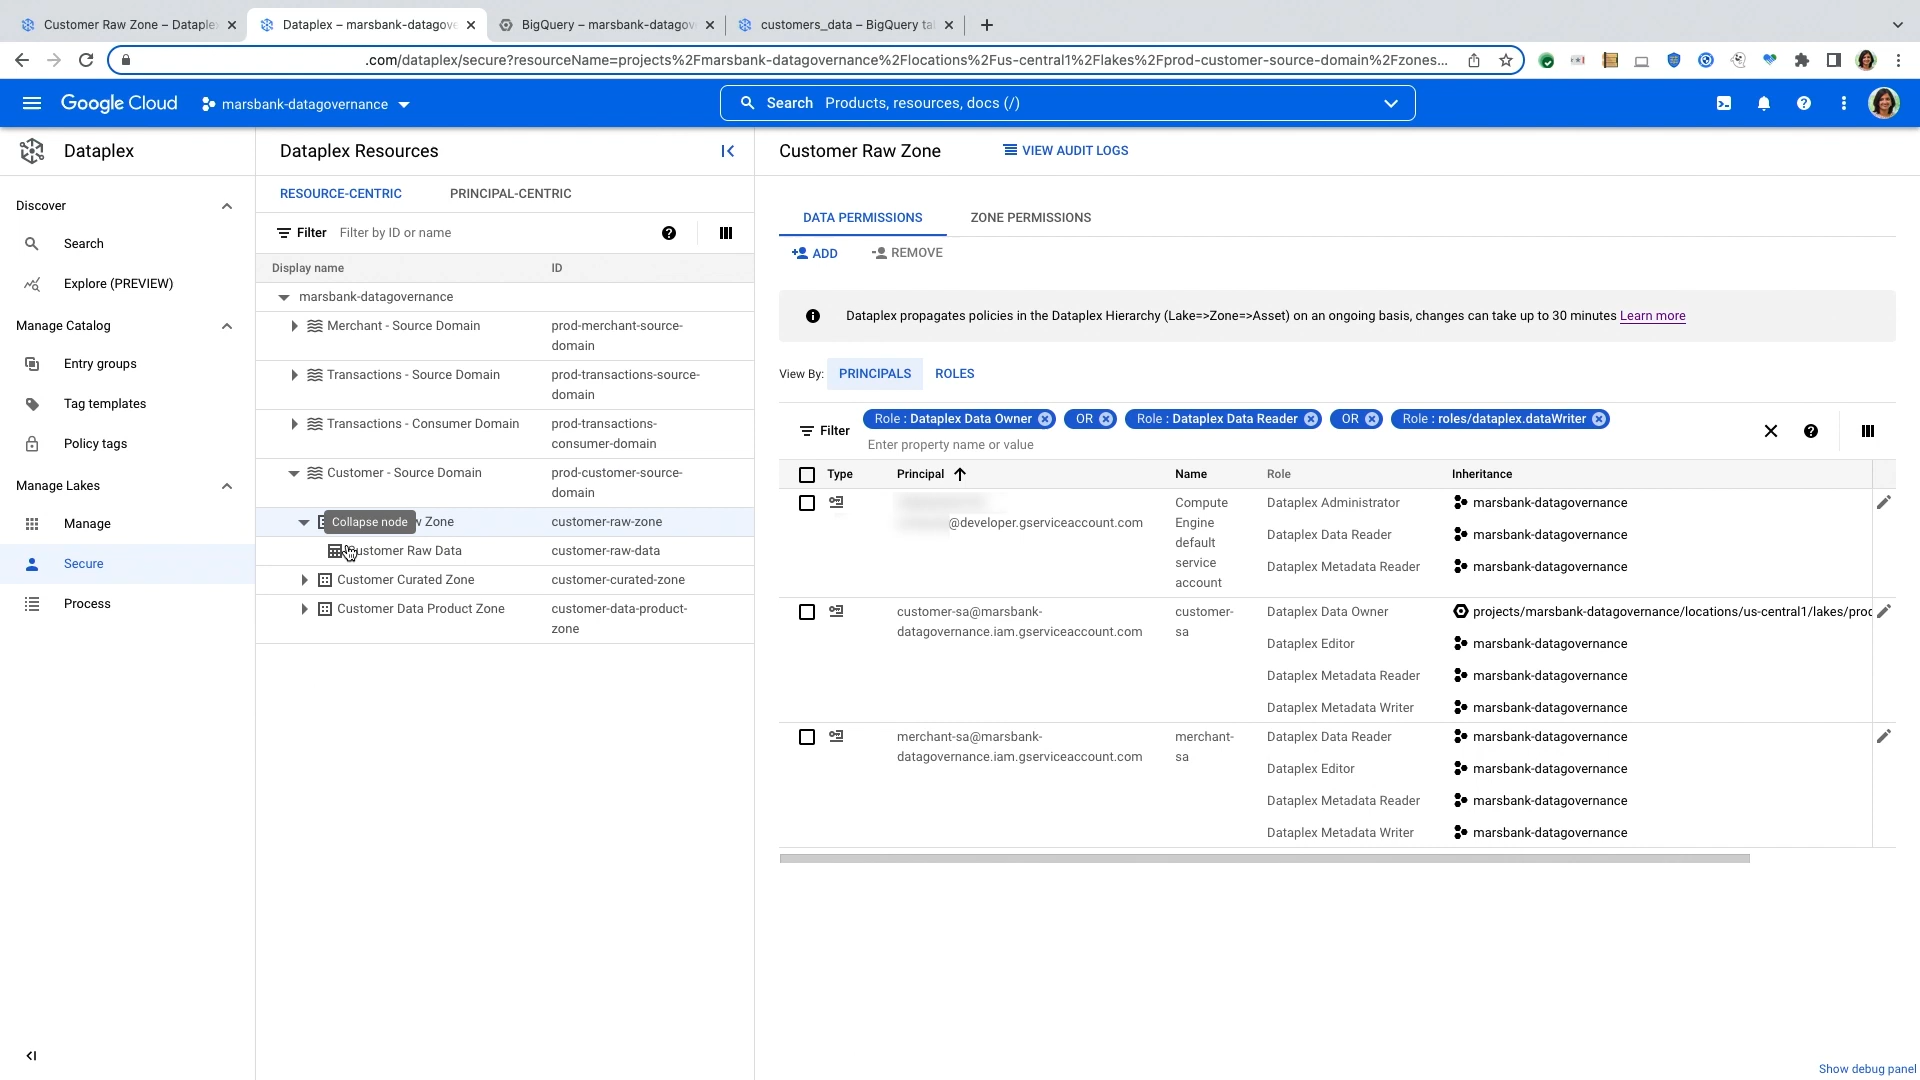 Customer Raw Zone – Dataplex
Dataplex – marsbank-datagove
BigQuery – marsbank-datagov
customers_data – BigQuery ta
.com/dataplex/secure?resourceName=projects%2Fmarsbank-datagovernance%2Flocations%2Fus-central1%2Flakes%2Fprod-customer-source-domain%2Fzones...
Google Cloud
marsbank-datagovernance
Search Products, resources, docs (/)
Dataplex
Discover
Search
Explore (PREVIEW)
Manage Catalog
Entry groups
Tag templates
Policy tags
Manage Lakes
Manage
Secure
Process
Dataplex Resources
RESOURCE-CENTRIC
PRINCIPAL-CENTRIC
Filter Filter by ID or name
Display name ID
marsbank-datagovernance
Merchant - Source Domain prod-merchant-source-
domain
Transactions - Source Domain prod-transactions-source-
domain
Transactions - Consumer Domain prod-transactions-
consumer-domain
Customer - Source Domain prod-customer-source-
domain
Collapse node
w Zone customer-raw-zone
ustomer Raw Data customer-raw-data
Customer Curated Zone customer-curated-zone
Customer Data Product Zone customer-data-product-
zone
Customer Raw Zone
VIEW AUDIT LOGS
DATA PERMISSIONS
ZONE PERMISSIONS
ADD
REMOVE
Dataplex propagates policies in the Dataplex Hierarchy (Lake=>Zone=>Asset) on an ongoing basis, changes can take up to 30 minutes Learn more
View By: PRINCIPALS ROLES
Filter
Role : Dataplex Data Owner OR Role : Dataplex Data Reader OR Role : roles/dataplex.dataWriter
Enter property name or value
Type Principal Name Role Inheritance
@developer.gserviceaccount.com
Compute
Engine
default
service
account
Dataplex Administrator marsbank-datagovernance
Dataplex Data Reader marsbank-datagovernance
Dataplex Metadata Reader marsbank-datagovernance
customer-sa@marsbank-
datagovernance.iam.gserviceaccount.com
customer-
sa
Dataplex Data Owner projects/marsbank-datagovernance/locations/us-central1/lakes/proc
Dataplex Editor marsbank-datagovernance
Dataplex Metadata Reader marsbank-datagovernance
Dataplex Metadata Writer marsbank-datagovernance
merchant-sa@marsbank-
datagovernance.iam.gserviceaccount.com
merchant-
sa
Dataplex Data Reader marsbank-datagovernance
Dataplex Editor marsbank-datagovernance
Dataplex Metadata Reader marsbank-datagovernance
Dataplex Metadata Writer marsbank-datagovernance
Show debug panel